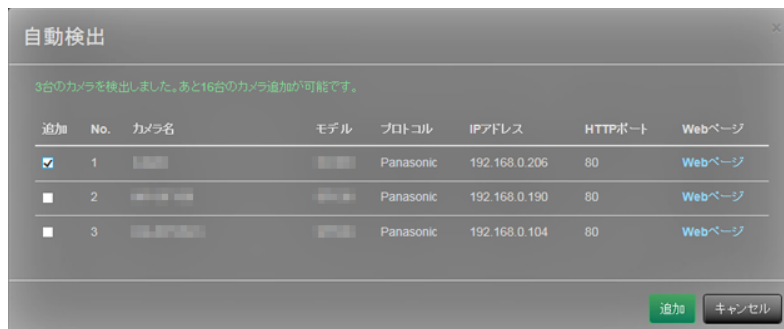 自動検出
×
3台のカメラを検出しました。あと16台のカメラ追加が可能です。
追加 No. カメラ名 モデル プロトコル IPアドレス HTTPポート Webページ
1 Panasonic 192.168.0.206 80 Webページ
2 Panasonic 192.168.0.190 80 Webページ
3 Panasonic 192.168.0.104 80 Webページ
追加 キャンセル